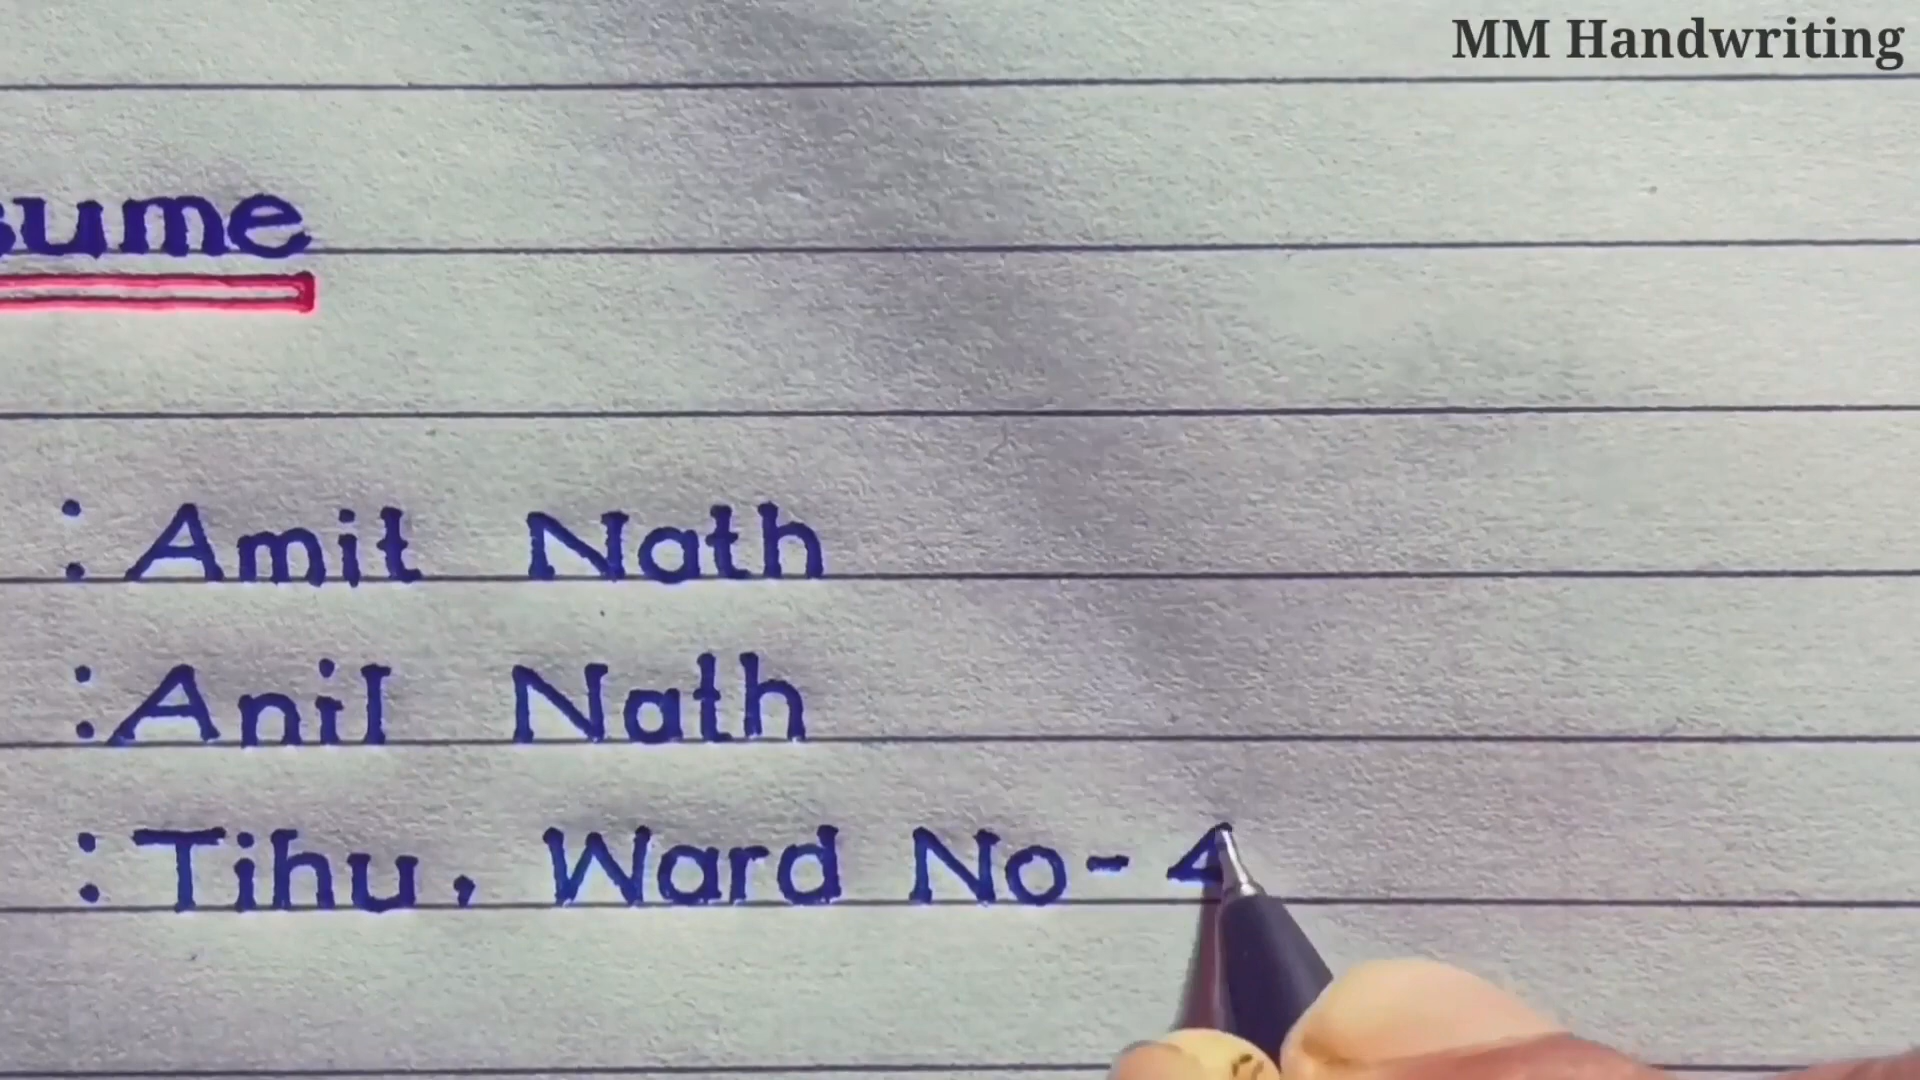 MM Handwriting
sume
: Amit Nath
: Anil Nath
: Tihu, Ward No - 4